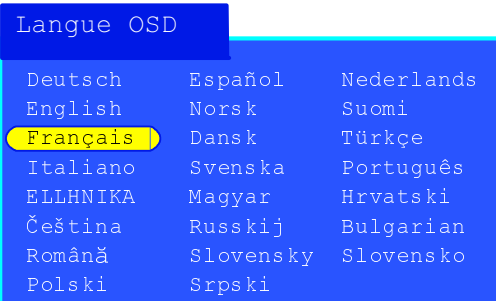 Langue OSD
Deutsch Español Nederlands
English Norsk Suomi
Français Dansk Türkçe
Italiano Svenska Português
ELLHNIKA Magyar Hrvatski
Čeština Russkij Bulgarian
Română Slovensky Slovensko
Polski Srpski